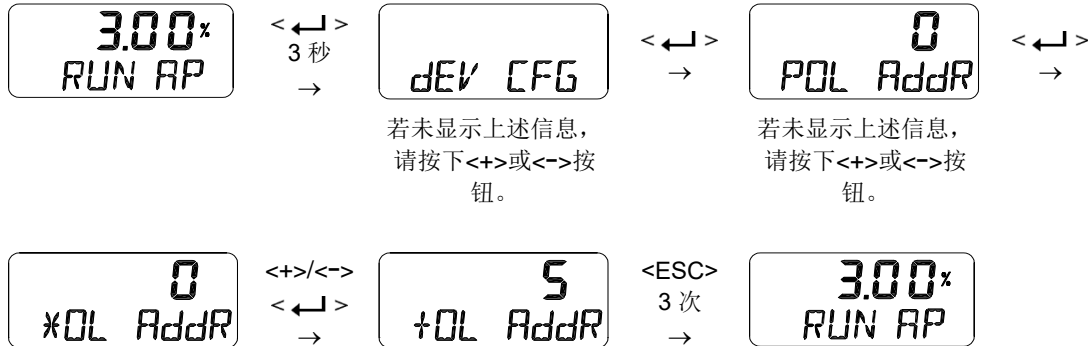 3.00%
RUN AP
< ↵ >
3 秒
→
dEV CFG
若未显示上述信息，
请按下<+>或<->按
钮。
< ↵ >
→
0
POL AddR
若未显示上述信息，
请按下<+>或<->按
钮。
< ↵ >
→
0
*OL AddR
<+>/<->
< ↵ >
→
5
+OL AddR
<ESC>
3 次
→
3.00%
RUN AP